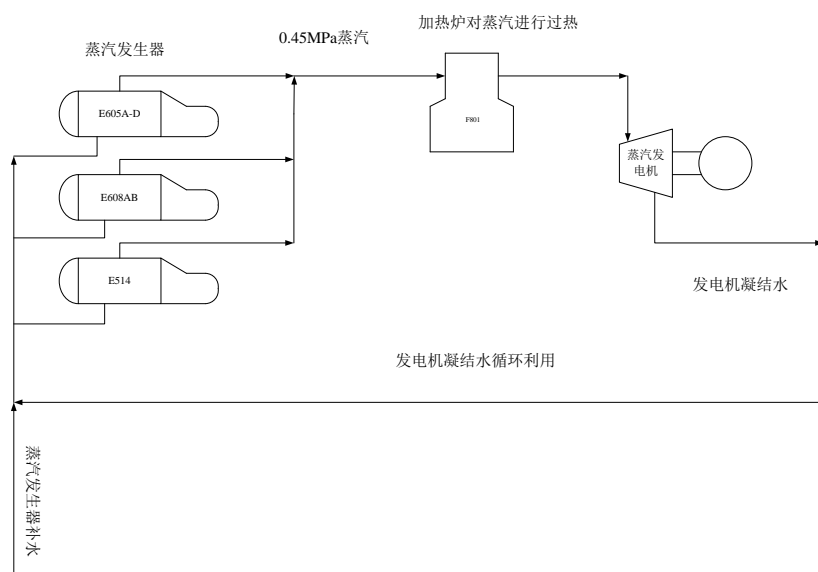 加热炉对蒸汽进行过热
0.45MPa蒸汽
蒸汽发生器
E605A-D
F801
蒸汽发
电机
E608AB
E514
发电机凝结水
发电机凝结水循环利用
蒸汽发生器补水